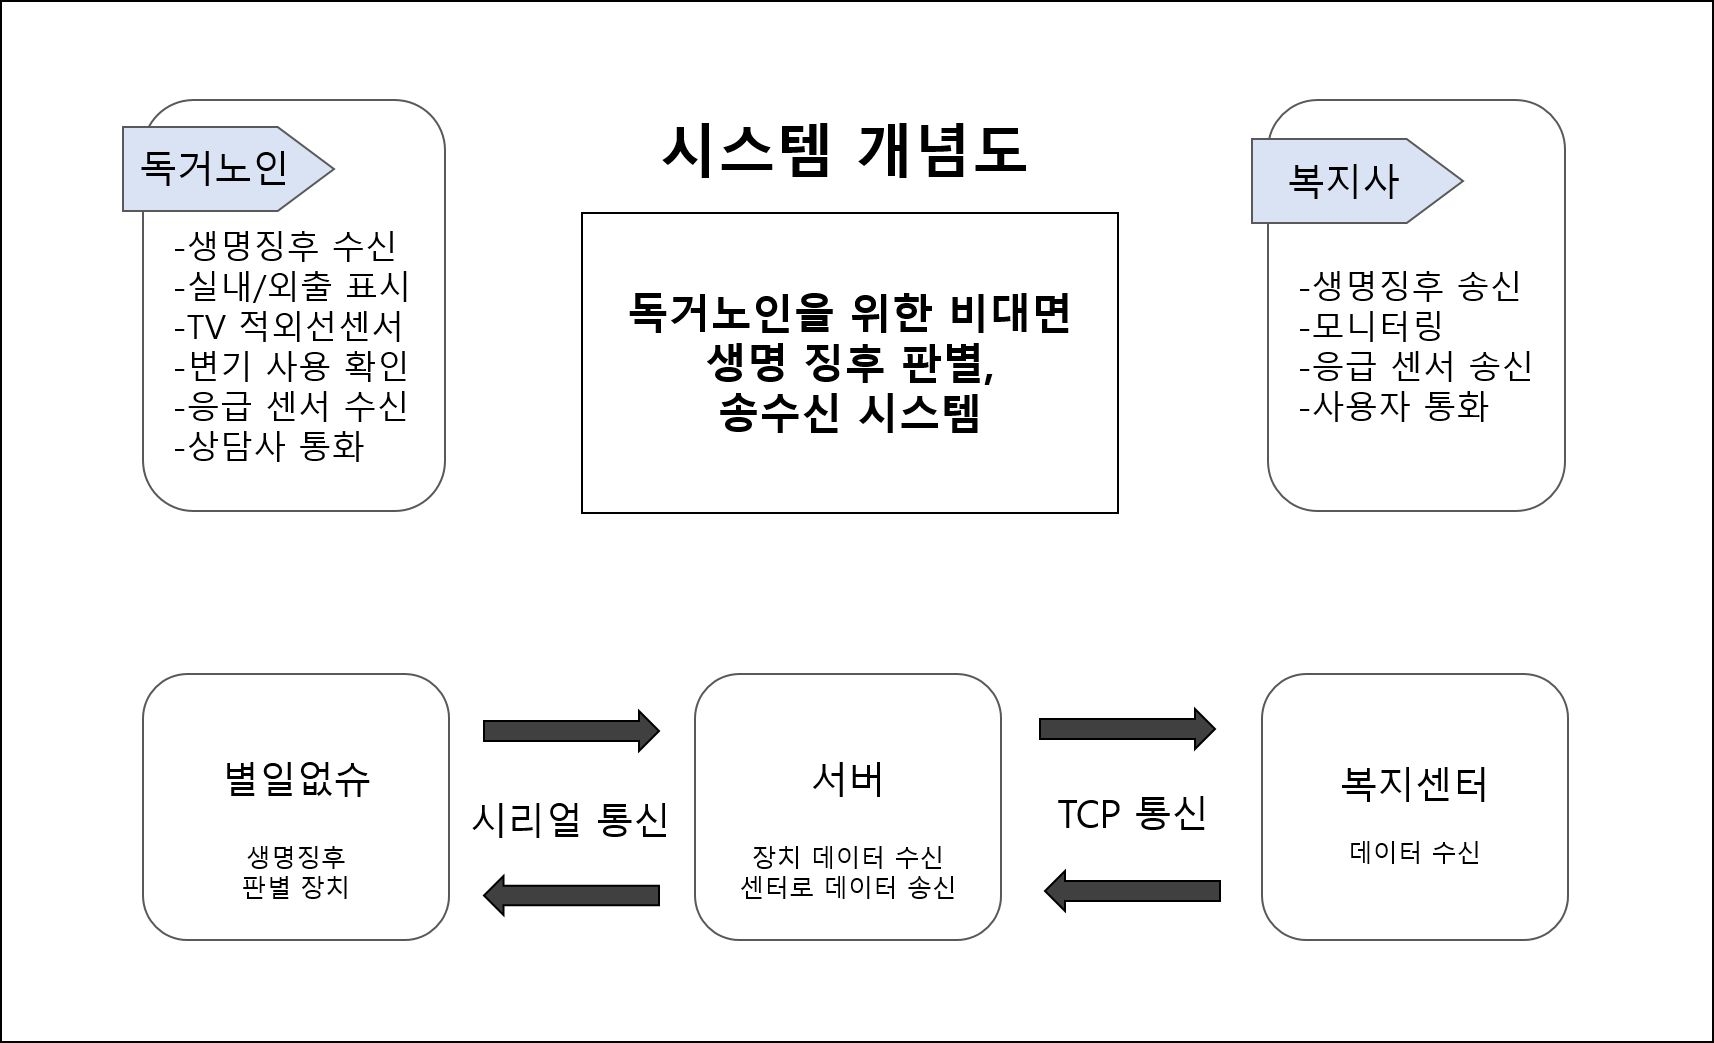 시스템 개념도
독거노인
-생명징후 수신
-실내/외출 표시
-TV 적외선센서
-변기 사용 확인
-응급 센서 수신
-상담사 통화
독거노인을 위한 비대면
생명 징후 판별,
송수신 시스템
복지사
-생명징후 송신
-모니터링
-응급 센서 송신
-사용자 통화
별일없슈
생명징후
판별 장치
시리얼 통신
서버
장치 데이터 수신
센터로 데이터 송신
TCP 통신
복지센터
데이터 수신